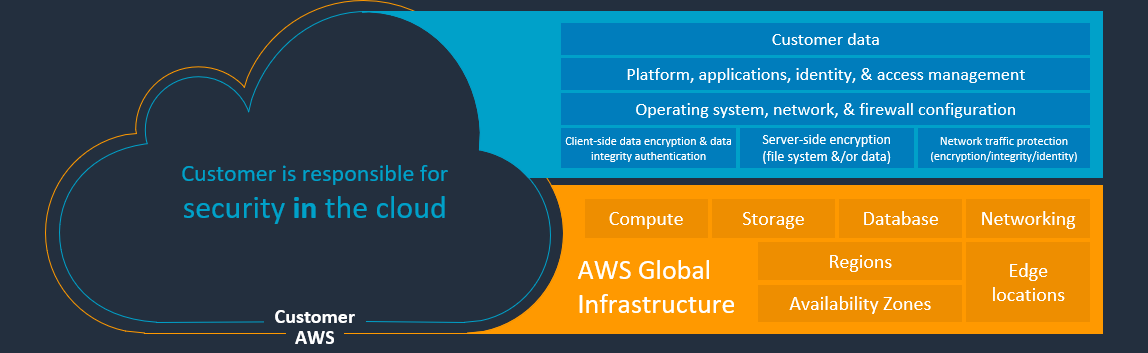 Customer is responsible for
security in the cloud
Customer
AWS
Customer data
Platform, applications, identity, & access management
Operating system, network, & firewall configuration
Client-side data encryption & data
integrity authentication
Server-side encryption
(file system &/or data)
Network traffic protection
(encryption/integrity/identity)
Compute
Storage
Database
Networking
AWS Global
Infrastructure
Regions
Availability Zones
Edge
locations